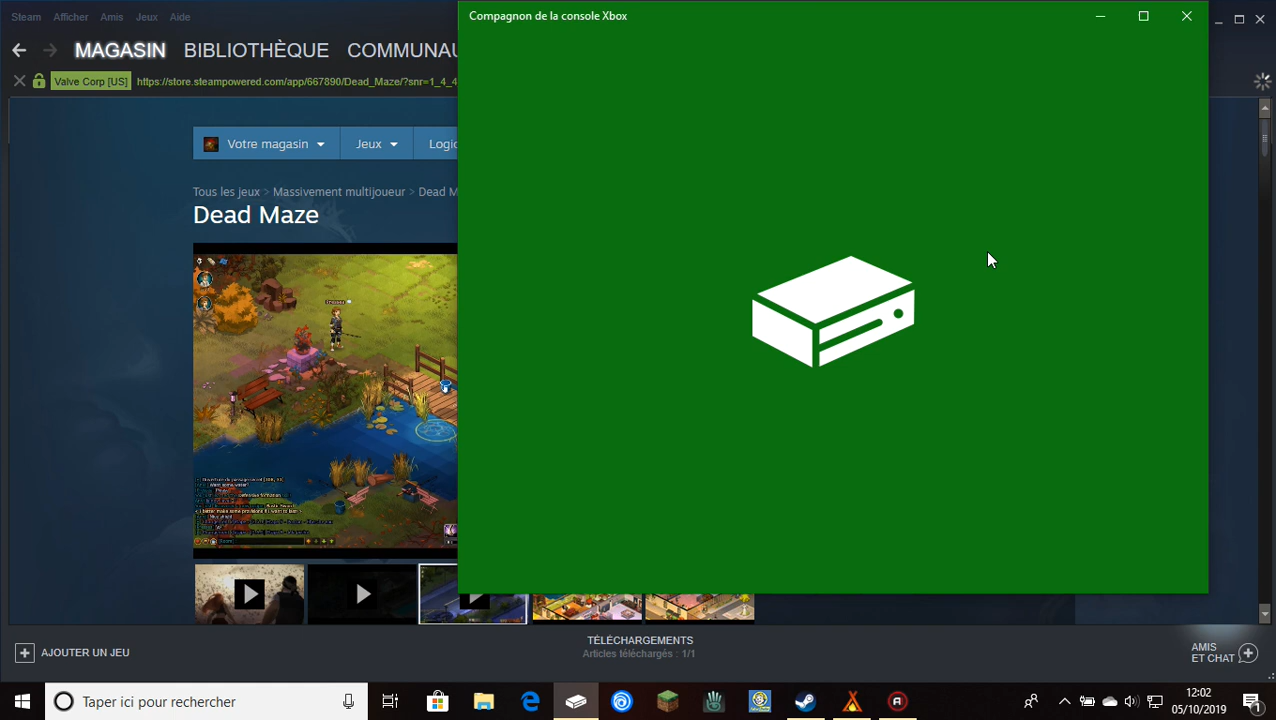 Steam Afficher Amis Jeux Aide
Compagnon de la console Xbox
MAGASIN BIBLIOTHÈQUE COMMUNAU
Valve Corp [US] https://store.steampowered.com/app/667890/Dead_Maze/?snr=1_4_4
Votre magasin Jeux Logic
Tous les jeux > Massivement multijoueur > Dead M
Dead Maze
AJOUTER UN JEU
TÉLÉCHARGEMENTS
Articles téléchargés : 1/1
AMIS
ET CHAT
Taper ici pour rechercher
12:02
05/10/2019
1